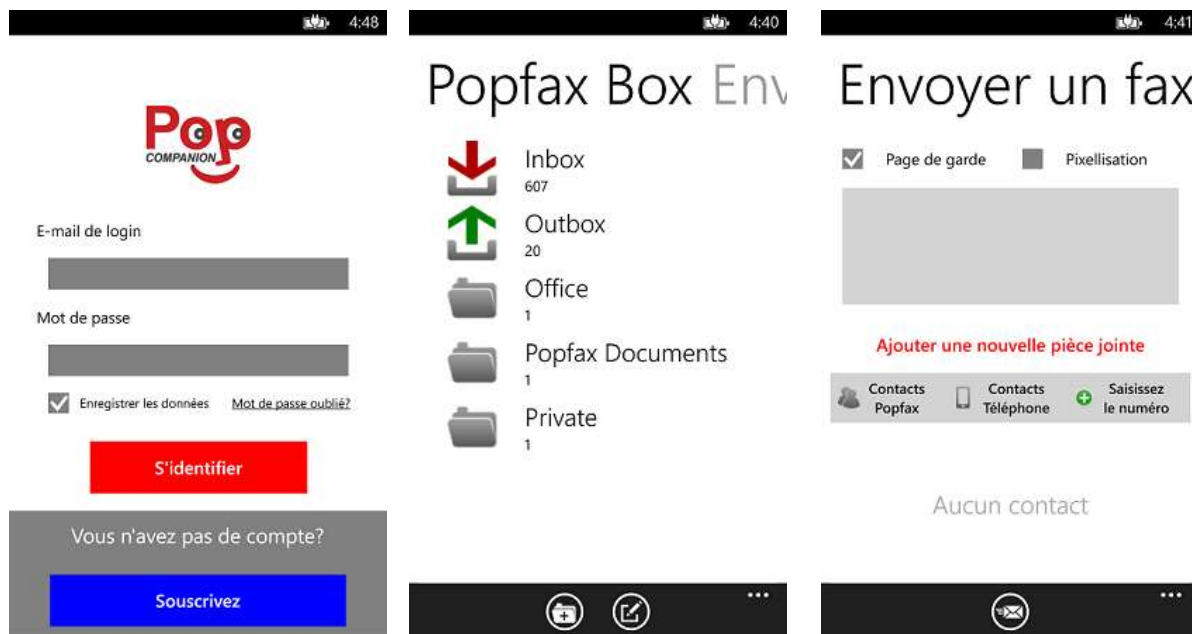 4:48
Pop
COMPANION
E-mail de login
Mot de passe
Enregistrer les données Mot de passe oublié?
S'identifier
Vous n'avez pas de compte?
Souscrivez
4:40
Popfax Box Env
Inbox
607
Outbox
20
Office
1
Popfax Documents
1
Private
1
4:41
Envoyer un fax
Page de garde Pixellisation
Ajouter une nouvelle pièce jointe
Contacts Contacts Saisissez
Popfax Téléphone le numéro
Aucun contact